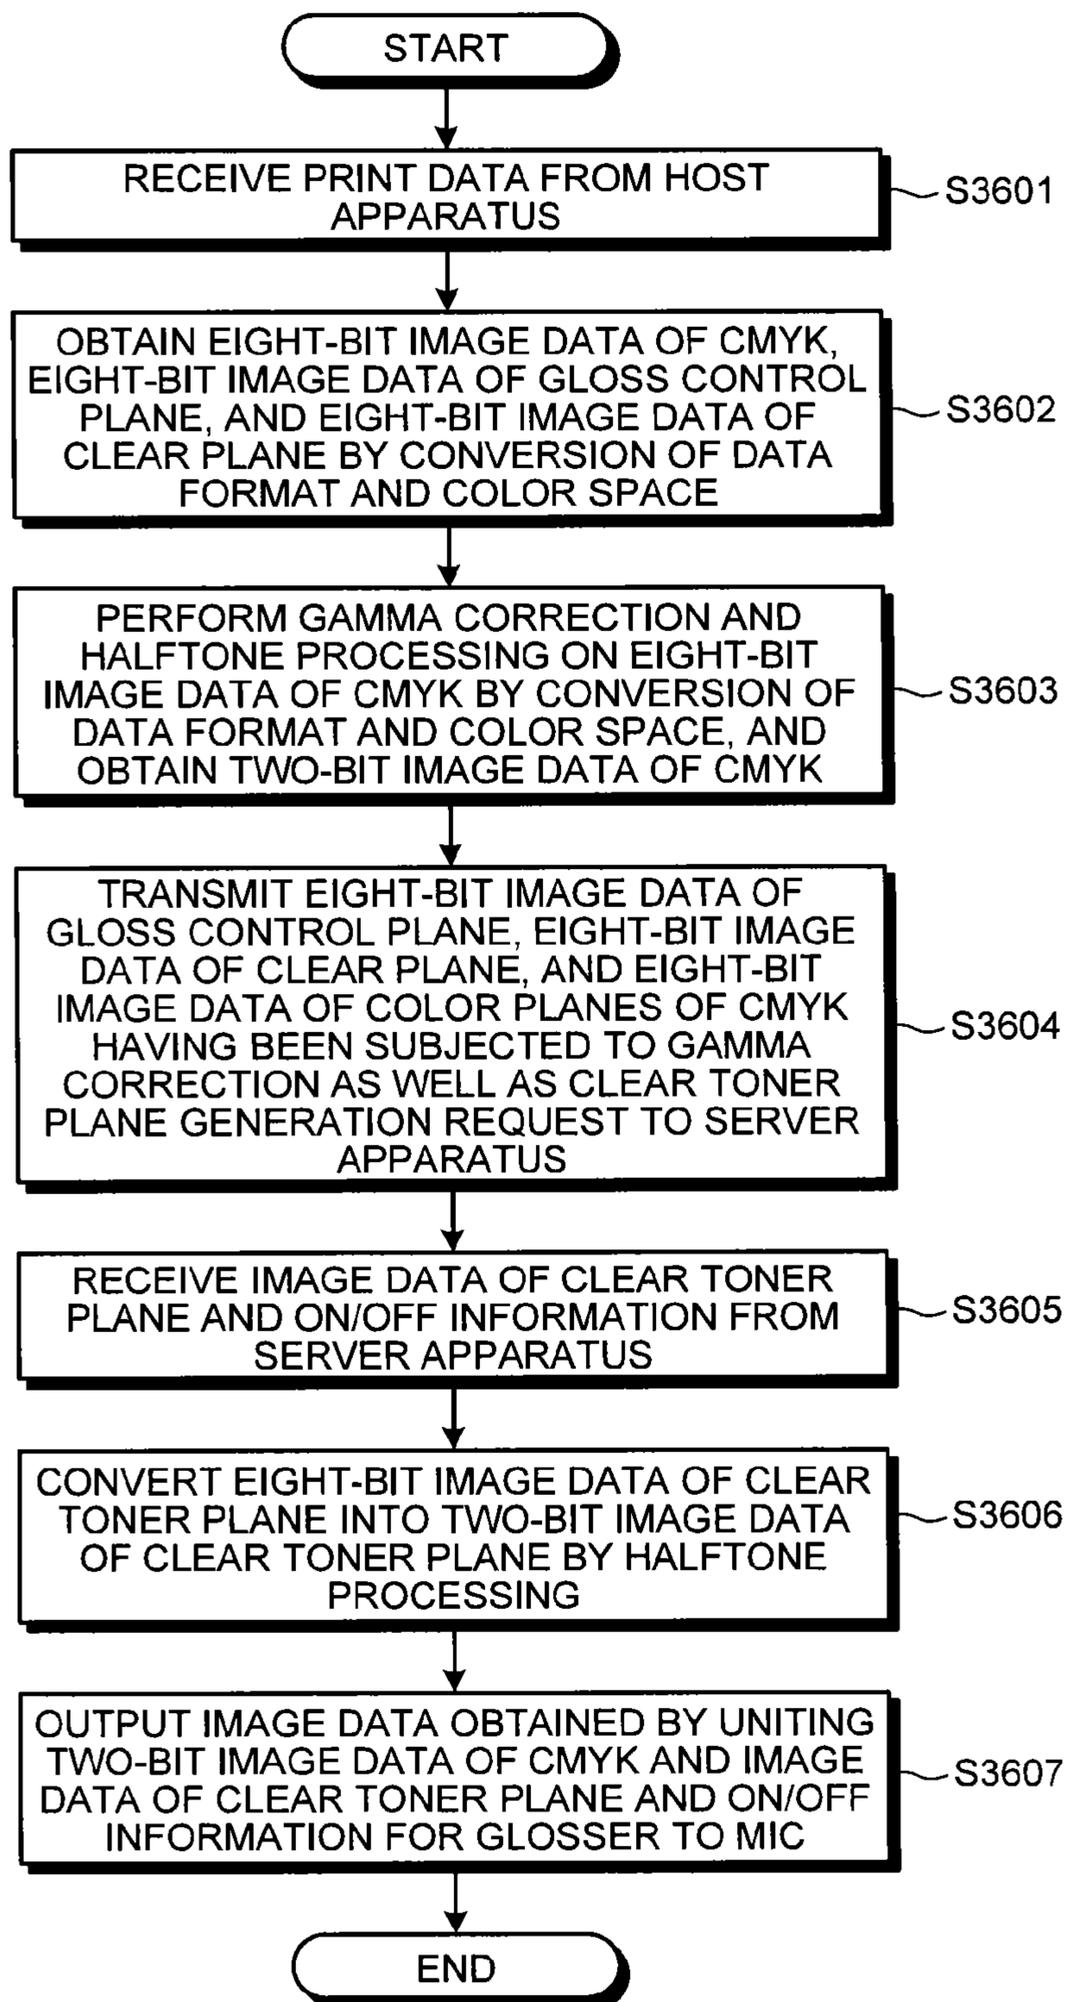 START
RECEIVE PRINT DATA FROM HOST
APPARATUS
S3601
OBTAIN EIGHT-BIT IMAGE DATA OF CMYK,
EIGHT-BIT IMAGE DATA OF GLOSS CONTROL
PLANE, AND EIGHT-BIT IMAGE DATA OF
CLEAR PLANE BY CONVERSION OF DATA
FORMAT AND COLOR SPACE
S3602
PERFORM GAMMA CORRECTION AND
HALFTONE PROCESSING ON EIGHT-BIT
IMAGE DATA OF CMYK BY CONVERSION OF
DATA FORMAT AND COLOR SPACE, AND
OBTAIN TWO-BIT IMAGE DATA OF CMYK
S3603
TRANSMIT EIGHT-BIT IMAGE DATA OF
GLOSS CONTROL PLANE, EIGHT-BIT IMAGE
DATA OF CLEAR PLANE, AND EIGHT-BIT
IMAGE DATA OF COLOR PLANES OF CMYK
HAVING BEEN SUBJECTED TO GAMMA
CORRECTION AS WELL AS CLEAR TONER
PLANE GENERATION REQUEST TO SERVER
APPARATUS
S3604
RECEIVE IMAGE DATA OF CLEAR TONER
PLANE AND ON/OFF INFORMATION FROM
SERVER APPARATUS
S3605
CONVERT EIGHT-BIT IMAGE DATA OF CLEAR
TONER PLANE INTO TWO-BIT IMAGE DATA
OF CLEAR TONER PLANE BY HALFTONE
PROCESSING
S3606
OUTPUT IMAGE DATA OBTAINED BY UNITING
TWO-BIT IMAGE DATA OF CMYK AND IMAGE
DATA OF CLEAR TONER PLANE AND ON/OFF
INFORMATION FOR GLOSSER TO MIC
S3607
END